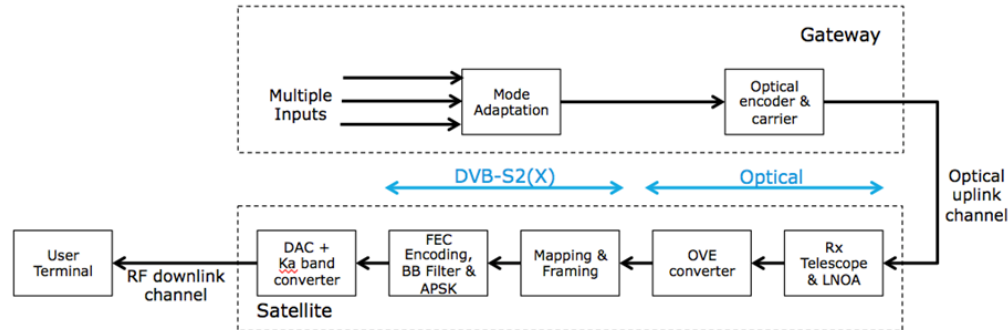 Gateway
Multiple
Inputs
Mode
Adaptation
Optical
encoder &
carrier
DVB-S2(X)
Optical
Optical
uplink
channel
User
Terminal
RF downlink
channel
DAC +
Ka band
converter
FEC
Encoding,
BB Filter &
APSK
Mapping &
Framing
OVE
converter
Rx
Telescope
& LNOA
Satellite